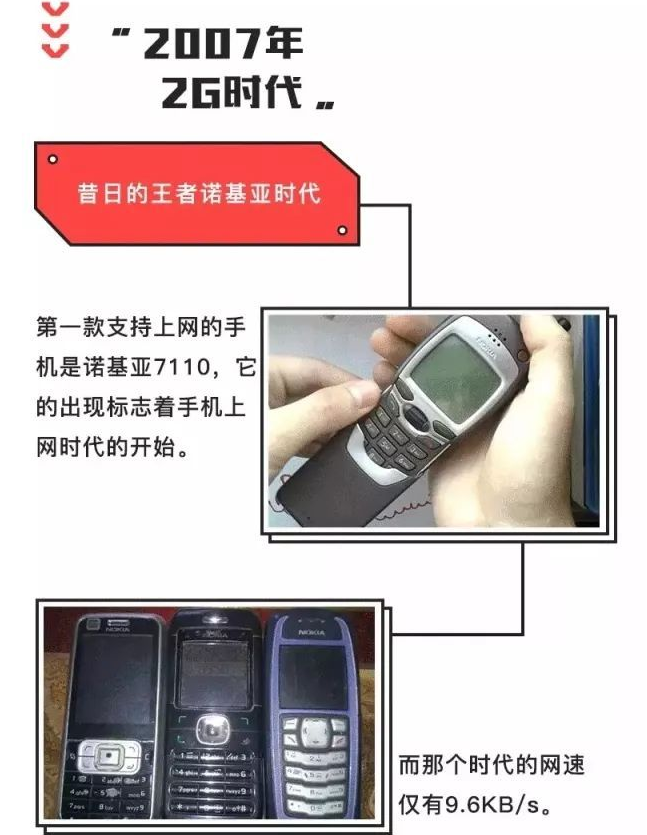 “ 2007年
2G时代 „
昔日的王者诺基亚时代
第一款支持上网的手
机是诺基亚7110，它
的出现标志着手机上
网时代的开始。
NOKIA
NOKIA
NOKIA
而那个时代的网速
仅有9.6KB/s。